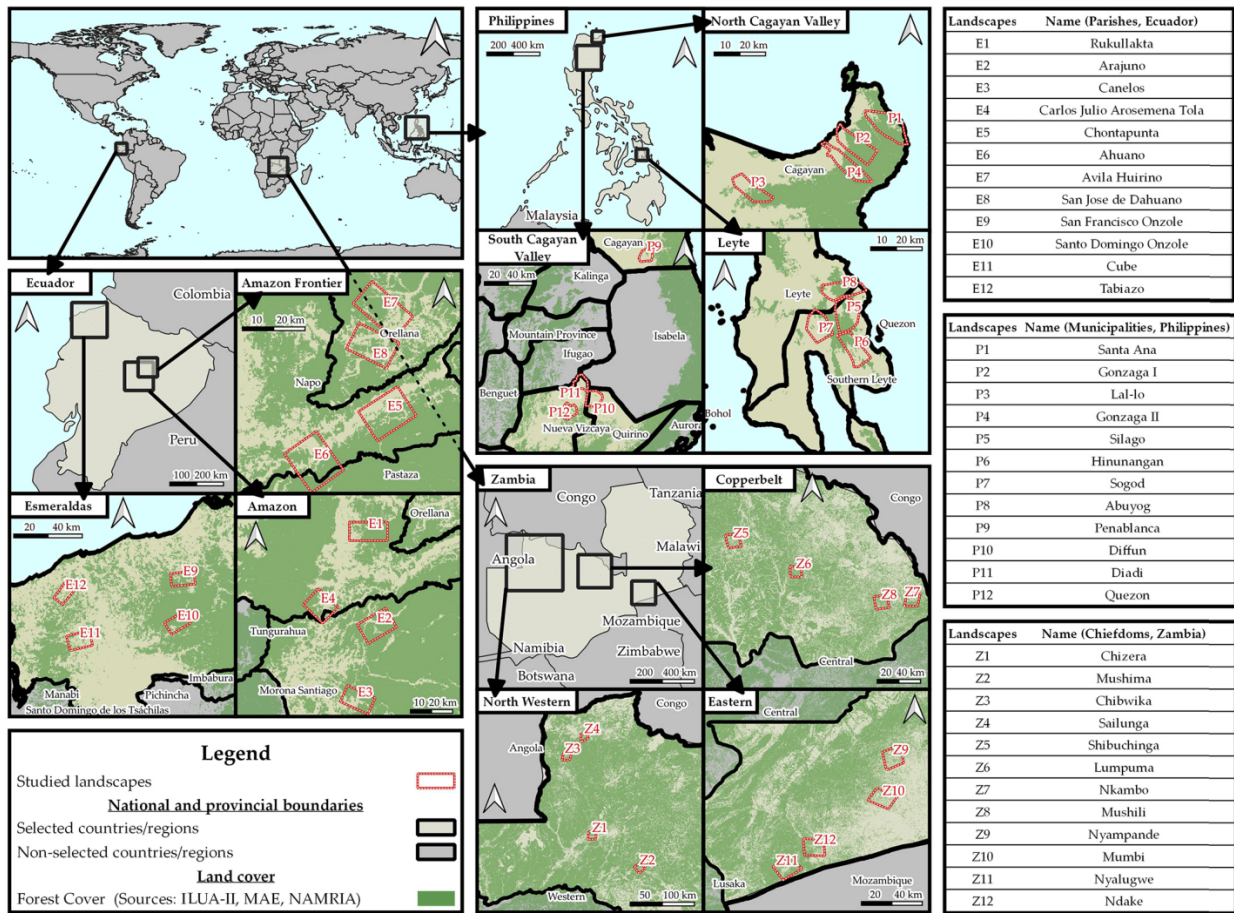 Philippines
200 400 km
Malaysia
North Cagayan Valley
10 20 km
P1
P2
Cagayan
P4
P3
South Cagayan
Valley
Cagayan
P9
20 40 km
Kalinga
Mountain Province
Isabela
Ifugao
Benguet
P11
P12
P10
Nueva Vizcaya
Quirino
Aurora
Leyte
10 20 km
Leyte
P8
P5
P7
Quezon
P6
Southern Leyte
Bohol
Ecuador
Colombia
Peru
100 200 km
Amazon Frontier
10 20 km
E7
Orellana
E8
Napo
E5
E6
Pastaza
Esmeraldas
20 40 km
E12
E9
E10
E11
Manabi
Pichincha
Imbabura
Santo Domingo de los Tsáchilas
Amazon
Orellana
E1
E4
E2
Tungurahua
Morona Santiago
E3
10 20 km
Zambia
Congo
Tanzania
Angola
Malawi
Mozambique
Namibia
Zimbabwe
Botswana
200 400 km
Copperbelt
Congo
Z5
Z6
Z8
Z7
Central
20 40 km
North Western
Congo
Angola
Z4
Z3
Z1
Z2
Western
50 100 km
Eastern
Central
Z9
Z10
Z12
Z11
Lusaka
Mozambique
20 40 km
Legend
Studied landscapes
National and provincial boundaries
Selected countries/regions
Non-selected countries/regions
Land cover
Forest Cover (Sources: ILUA-II, MAE, NAMRIA)
Landscapes Name (Parishes, Ecuador)
E1 Rukullakta
E2 Arajuno
E3 Canelos
E4 Carlos Julio Arosemena Tola
E5 Chontapunta
E6 Ahuano
E7 Avila Huirino
E8 San Jose de Dahuano
E9 San Francisco Onzole
E10 Santo Domingo Onzole
E11 Cube
E12 Tabiazo
Landscapes Name (Municipalities, Philippines)
P1 Santa Ana
P2 Gonzaga I
P3 Lal-lo
P4 Gonzaga II
P5 Silago
P6 Hinunangan
P7 Sogod
P8 Abuyog
P9 Penablanca
P10 Diffun
P11 Diadi
P12 Quezon
Landscapes Name (Chiefdoms, Zambia)
Z1 Chizera
Z2 Mushima
Z3 Chibwika
Z4 Sailunga
Z5 Shibuchinga
Z6 Lumpuma
Z7 Nkambo
Z8 Mushili
Z9 Nyampande
Z10 Mumbi
Z11 Nyalugwe
Z12 Ndake